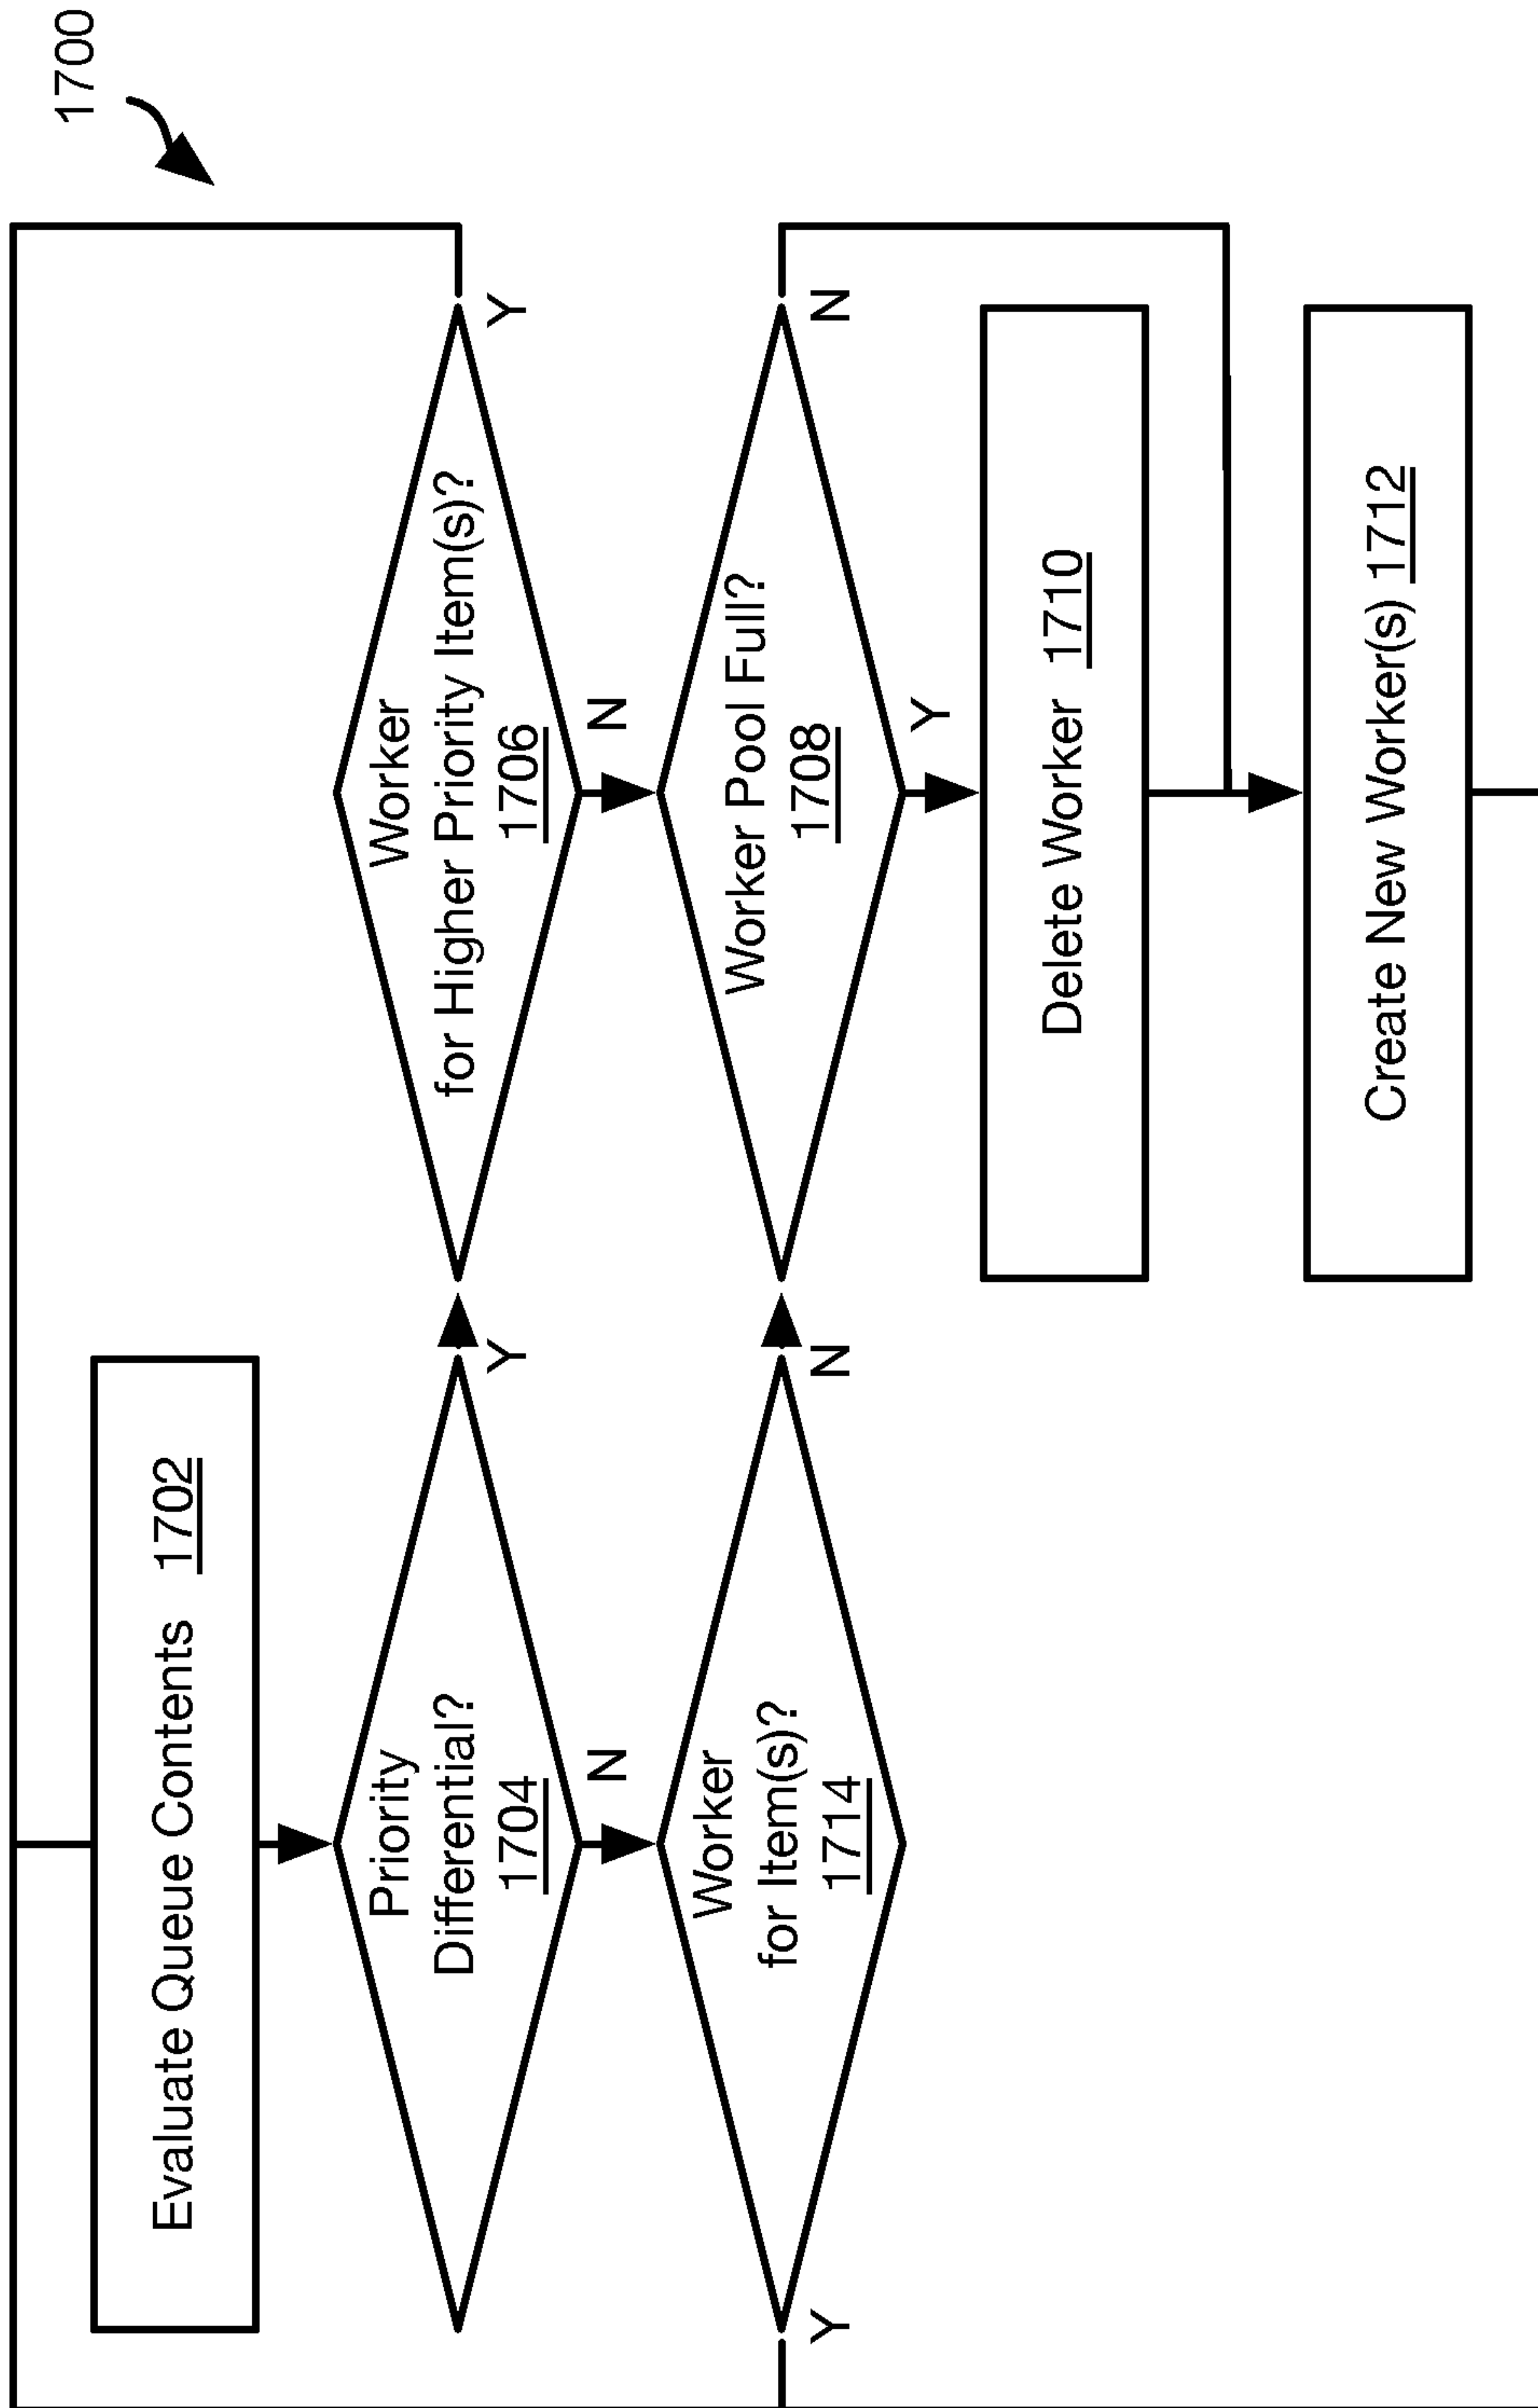 1700
Evaluate Queue Contents 1702
Priority
Differential?
1704
Y
N
Worker
for Higher Priority Item(s)?
1706
Y
N
Worker
for Item(s)?
1714
Y
N
Worker Pool Full?
1708
N
Y
Delete Worker 1710
Create New Worker(s) 1712